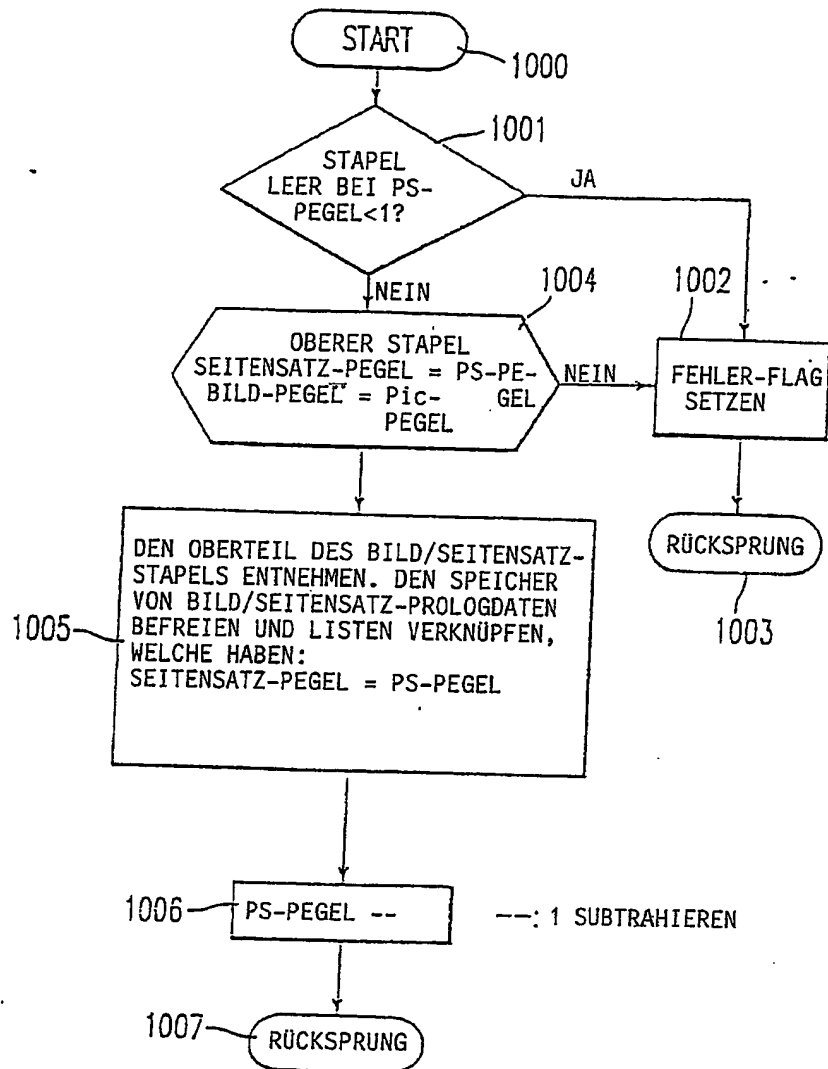 START
1000
1001
STAPEL
LEER BEI PS-
PEGEL<1?
JA
NEIN
1004
1002
OBERER STAPEL
SEITENSATZ-PEGEL = PS-PE-
GEL
BILD-PEGEL = Pic-
PEGEL
NEIN
FEHLER-FLAG
SETZEN
RÜCKSPRUNG
1003
DEN OBERTEIL DES BILD/SEITENSATZ-
STAPELS ENTNEHMEN. DEN SPEICHER
VON BILD/SEITENSATZ-PROLOGDATEN
BEFREIEN UND LISTEN VERKNÜPFEN,
WELCHE HABEN:
SEITENSATZ-PEGEL = PS-PEGEL
1005
1006
PS-PEGEL --
--: 1 SUBTRAHIEREN
1007
RÜCKSPRUNG